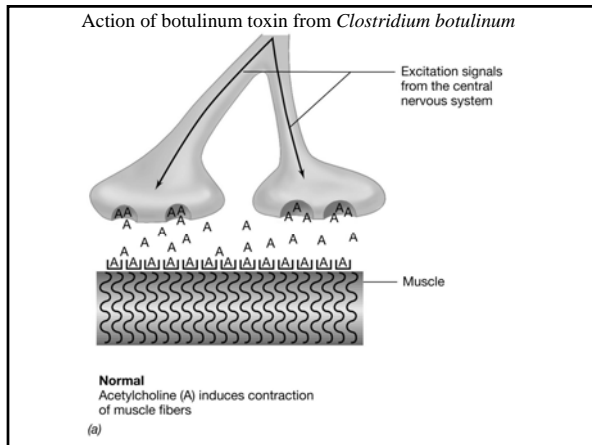 Action of botulinum toxin from Clostridium botulinum
Excitation signals
from the central
nervous system
AA A A A
A A A A A A
A A A A A
A A A A A
A A A A A A A A A A
Muscle
Normal
Acetylcholine (A) induces contraction
of muscle fibers
(a)